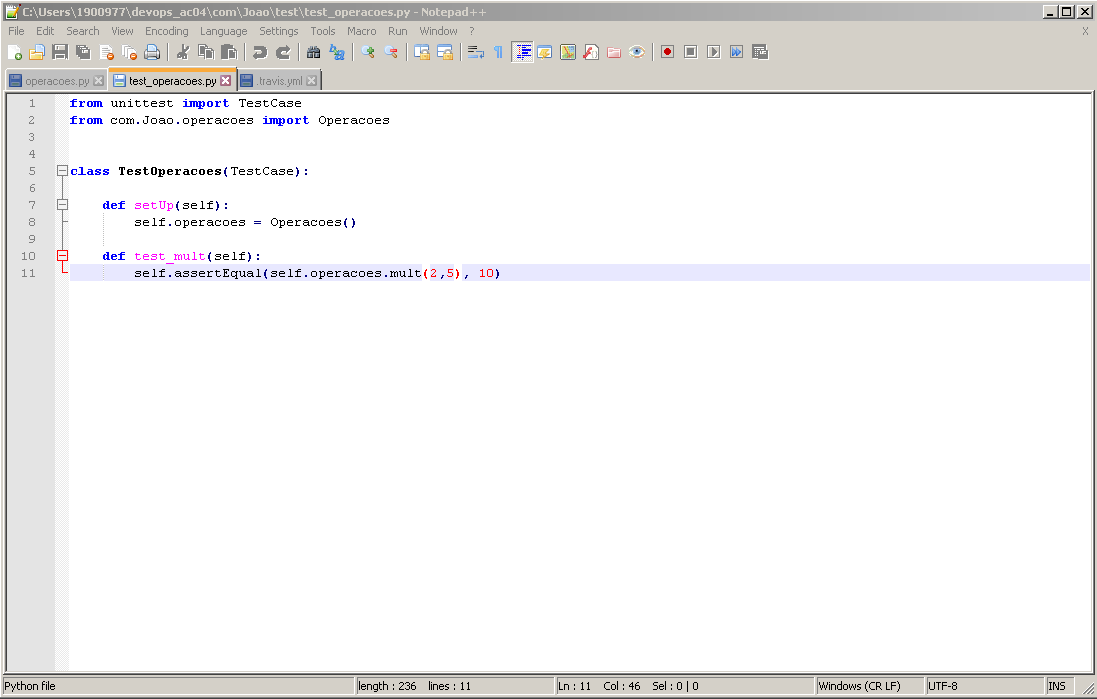 C:\Users\1900977\devops_ac04\com\Joao\test\test_operacoes.py - Notepad++
File Edit Search View Encoding Language Settings Tools Macro Run Window ? X
operacoes.py test_operacoes.py .travis.yml
1 from unittest import TestCase
2 from com.Joao.operacoes import Operacoes
3
4
5 class TestOperacoes(TestCase):
6
7 def setUp(self):
8 self.operacoes = Operacoes()
9
10 def test_mult(self):
11 self.assertEqual(self.operacoes.mult(2,5), 10)
Python file length : 236 lines : 11 Ln : 11 Col : 46 Sel : 0 | 0 Windows (CR LF) UTF-8 INS